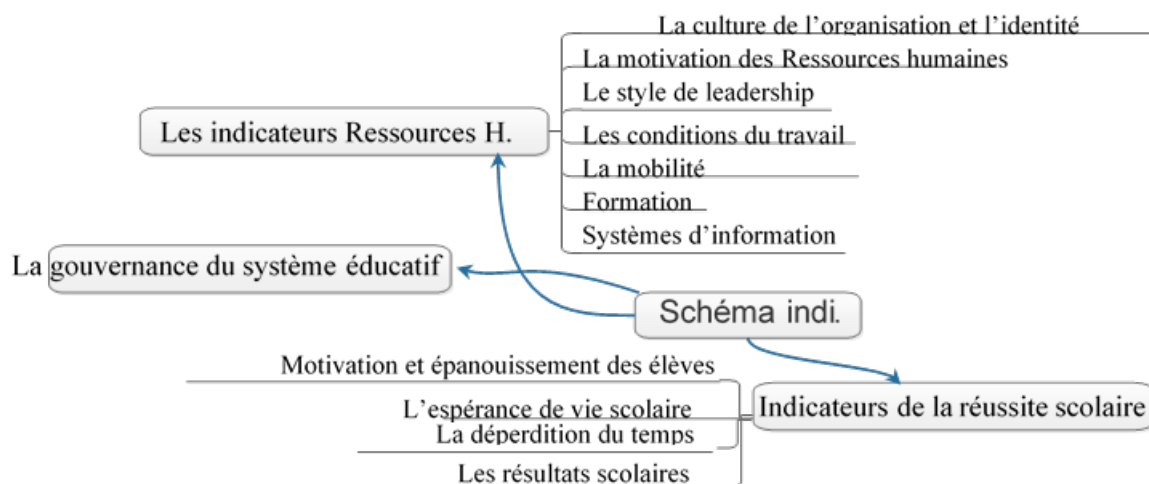 La culture de l’organisation et l’identité
La motivation des Ressources humaines
Le style de leadership
Les indicateurs Ressources H.
Les conditions du travail
La mobilité
Formation
Systèmes d’information
La gouvernance du système éducatif
Schéma indi.
Motivation et épanouissement des élèves
L’espérance de vie scolaire
Indicateurs de la réussite scolaire
La déperdition du temps
Les résultats scolaires